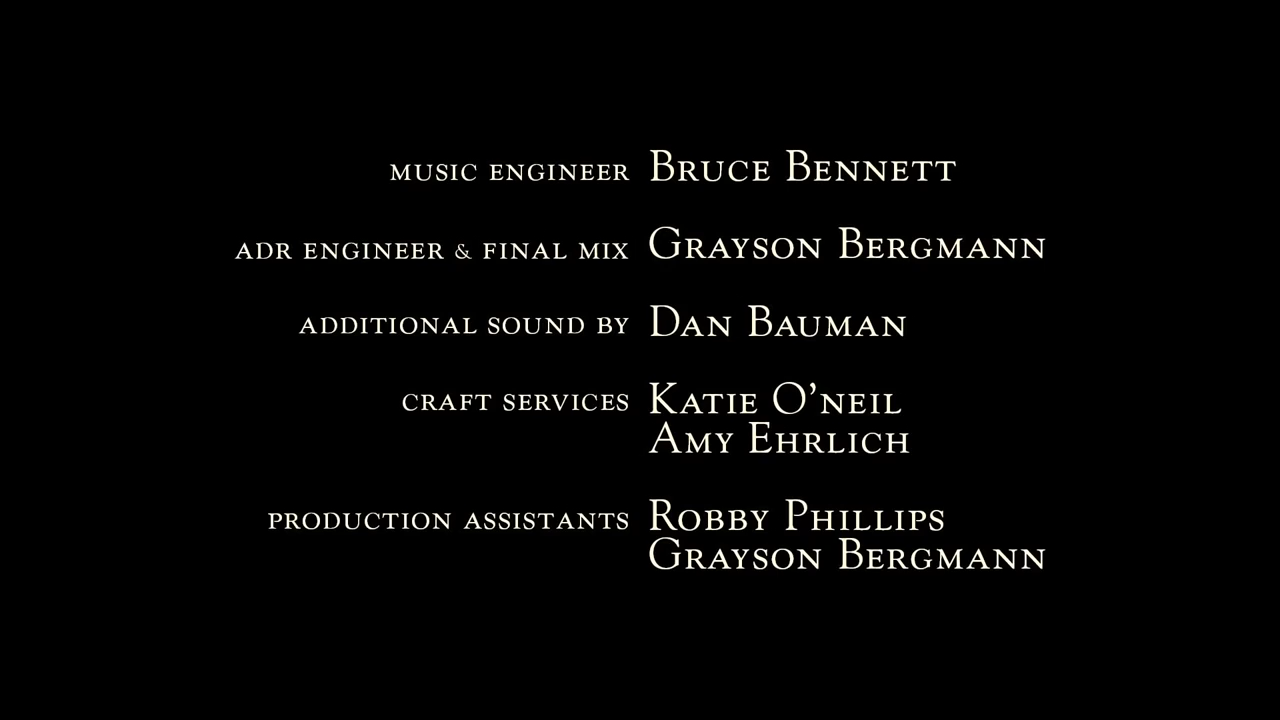 MUSIC ENGINEER BRUCE BENNETT
ADR ENGINEER & FINAL MIX GRAYSON BERGMANN
ADDITIONAL SOUND BY DAN BAUMAN
CRAFT SERVICES KATIE O’NEIL
AMY EHRLICH
PRODUCTION ASSISTANTS ROBBY PHILLIPS
GRAYSON BERGMANN